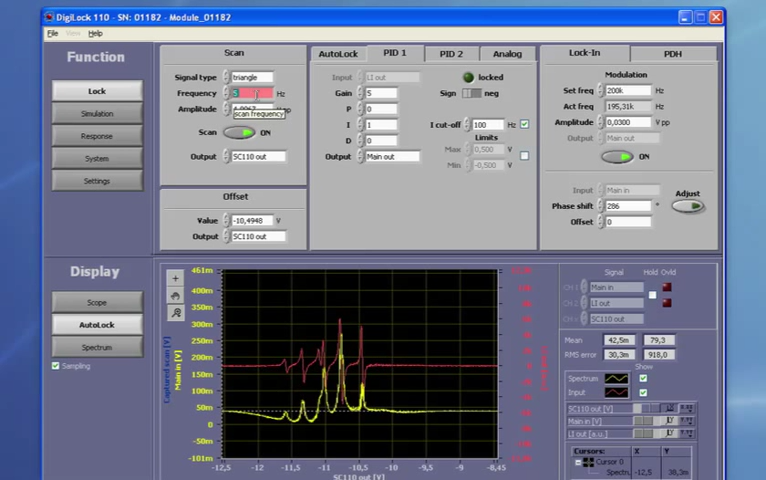 DigiLock 110 - SN: 01182 - Module_01182
File View Help
Function
Lock
Simulation
Response
System
Settings
Scan
Signal type triangle
Frequency 5 Hz
Amplitude
scan frequency
Scan ON
Output SC110 out
Offset
Value -10,4948 V
Output SC110 out
AutoLock PID 1 PID 2 Analog
Input LI out
Gain 5
P 0
I 1
D 0
Output Main out
locked
Sign neg
I cut-off 100 Hz
Limits
Max 0,500 V
Min -0,500 V
Lock-In PDH
Modulation
Set freq 200k Hz
Act freq 195,31k Hz
Amplitude 0,0300 V pp
Output Main out
ON
Input Main in
Phase shift 286 °
Offset 0
Adjust
Display
Scope
AutoLock
Spectrum
Sampling
Captured scan [V]
Main in [V]
461m
400m
350m
300m
250m
200m
150m
100m
50m
0
-50m
-101m
-12,5 -12 -11,5 -11 -10,5 -10 -9,5 -9 -8,45
SC110 out [V]
Signal Hold Ovld
CH 1 Main in
CH 2 LI out
SC110 out
Mean 42,5m 79,3
RMS error 30,3m 918,0
Show
Spectrum
Input
SC110 out [V]
Main in [V]
LI out [a.u.]
Cursors: X Y
Cursor 0
Spectr, -12,5 38,3m